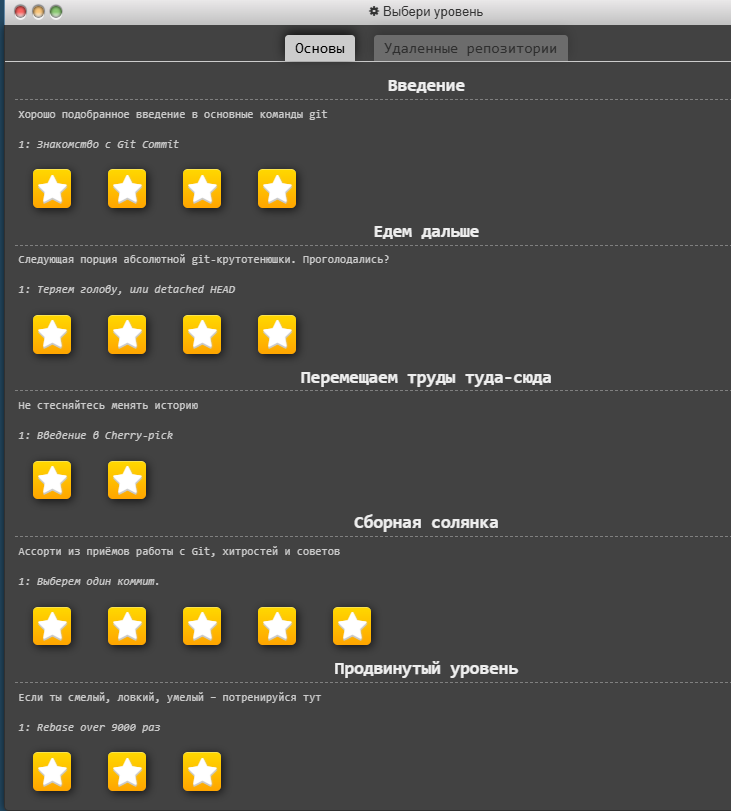 Выбери уровень
Основы
Удаленные репозитории
Введение
Хорошо подобранное введение в основные команды git
1: Знакомство с Git Commit
Едем дальше
Следующая порция абсолютной git-крутотенюшки. Проголодались?
1: Теряем голову, или detached HEAD
Перемещаем труды туда-сюда
Не стесняйтесь менять историю
1: Введение в Cherry-pick
Сборная солянка
Ассорти из приёмов работы с Git, хитростей и советов
1: Выберем один коммит.
Продвинутый уровень
Если ты смелый, ловкий, умелый – потренируйся тут
1: Rebase over 9000 раз